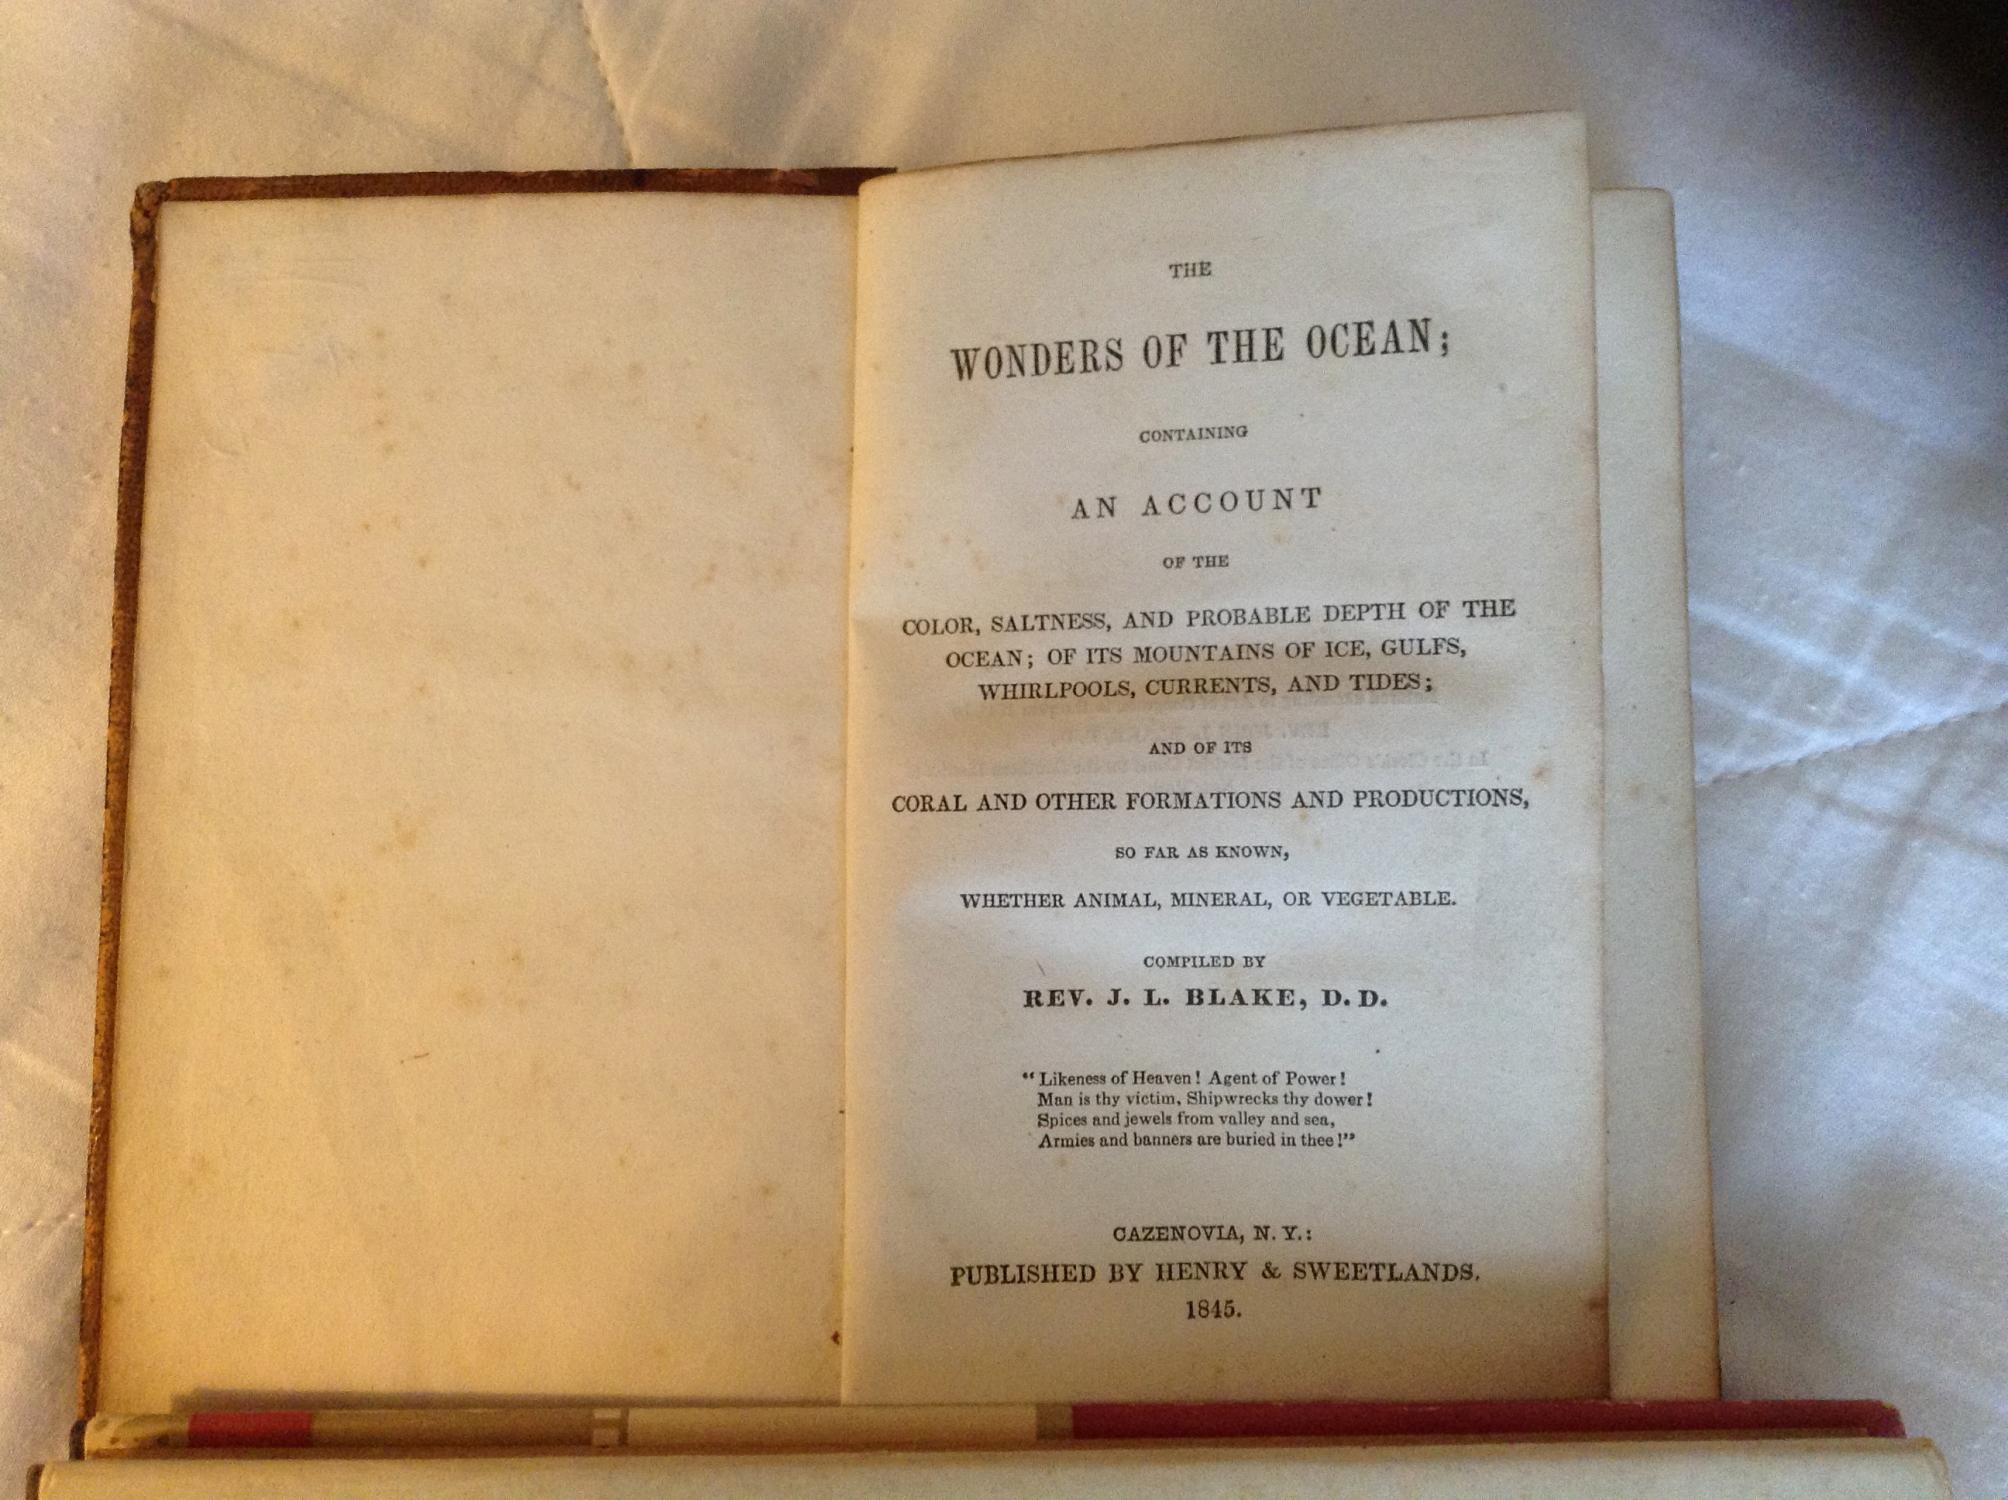 THE
WONDERS OF THE OCEAN;
CONTAINING
AN ACCOUNT
OF THE
COLOR, SALTNESS, AND PROBABLE DEPTH OF THE
OCEAN; OF ITS MOUNTAINS OF ICE, GULFS,
WHIRLPOOLS, CURRENTS, AND TIDES;
AND OF ITS
CORAL AND OTHER FORMATIONS AND PRODUCTIONS,
SO FAR AS KNOWN,
WHETHER ANIMAL, MINERAL, OR VEGETABLE.
COMPILED BY
REV. J. L. BLAKE, D. D.
“Likeness of Heaven! Agent of Power!
Man is thy victim, Shipwrecks thy dower!
Spices and jewels from valley and sea,
Armies and banners are buried in thee!”
CAZENOVIA, N. Y.:
PUBLISHED BY HENRY & SWEETLANDS.
1845.